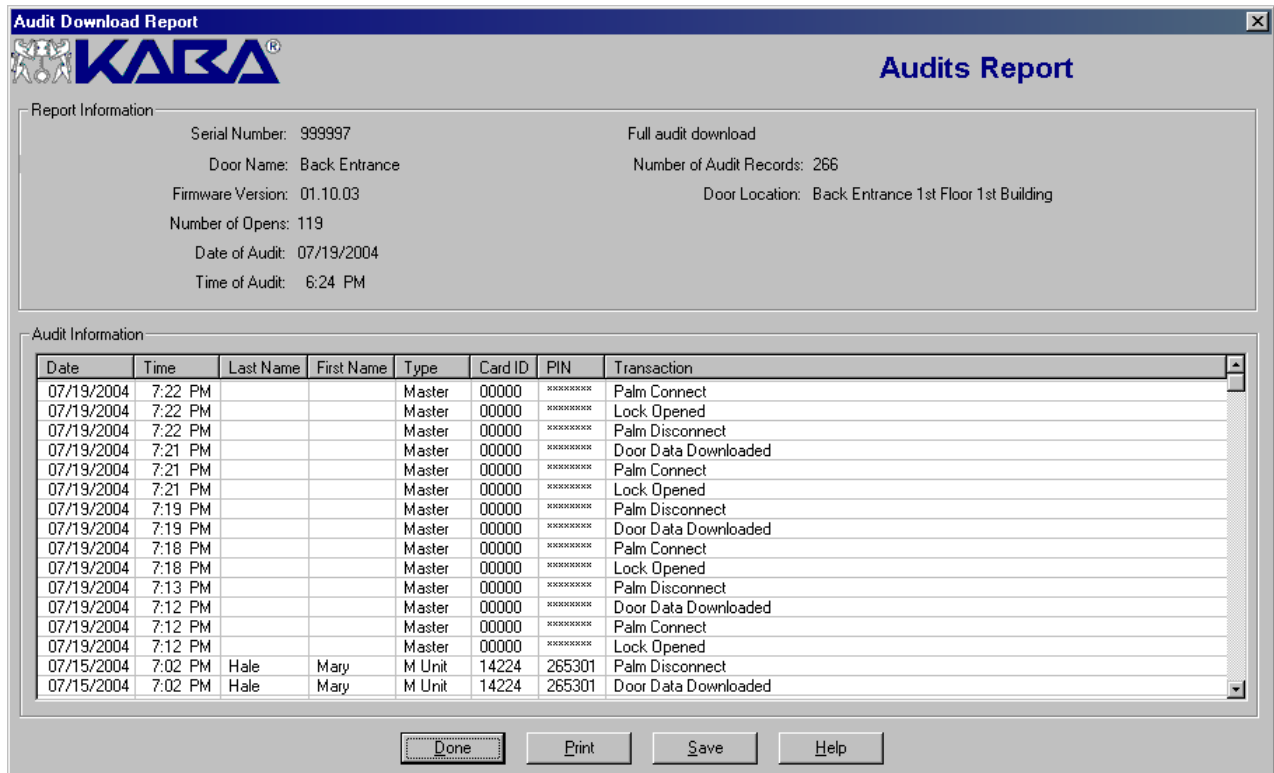 Audit Download Report
KABA®
Audits Report
Report Information
Serial Number: 999997 Full audit download
Door Name: Back Entrance Number of Audit Records: 266
Firmware Version: 01.10.03 Door Location: Back Entrance 1st Floor 1st Building
Number of Opens: 119
Date of Audit: 07/19/2004
Time of Audit: 6:24 PM
Audit Information
Date Time Last Name First Name Type Card ID PIN Transaction
07/19/2004 7:22 PM Master 00000 ******** Palm Connect
07/19/2004 7:22 PM Master 00000 ******** Lock Opened
07/19/2004 7:22 PM Master 00000 ******** Palm Disconnect
07/19/2004 7:21 PM Master 00000 ******** Door Data Downloaded
07/19/2004 7:21 PM Master 00000 ******** Palm Connect
07/19/2004 7:21 PM Master 00000 ******** Lock Opened
07/19/2004 7:19 PM Master 00000 ******** Palm Disconnect
07/19/2004 7:19 PM Master 00000 ******** Door Data Downloaded
07/19/2004 7:18 PM Master 00000 ******** Palm Connect
07/19/2004 7:18 PM Master 00000 ******** Lock Opened
07/19/2004 7:13 PM Master 00000 ******** Palm Disconnect
07/19/2004 7:12 PM Master 00000 ******** Door Data Downloaded
07/19/2004 7:12 PM Master 00000 ******** Palm Connect
07/19/2004 7:12 PM Master 00000 ******** Lock Opened
07/15/2004 7:02 PM Hale Mary M Unit 14224 265301 Palm Disconnect
07/15/2004 7:02 PM Hale Mary M Unit 14224 265301 Door Data Downloaded
Done Print Save Help